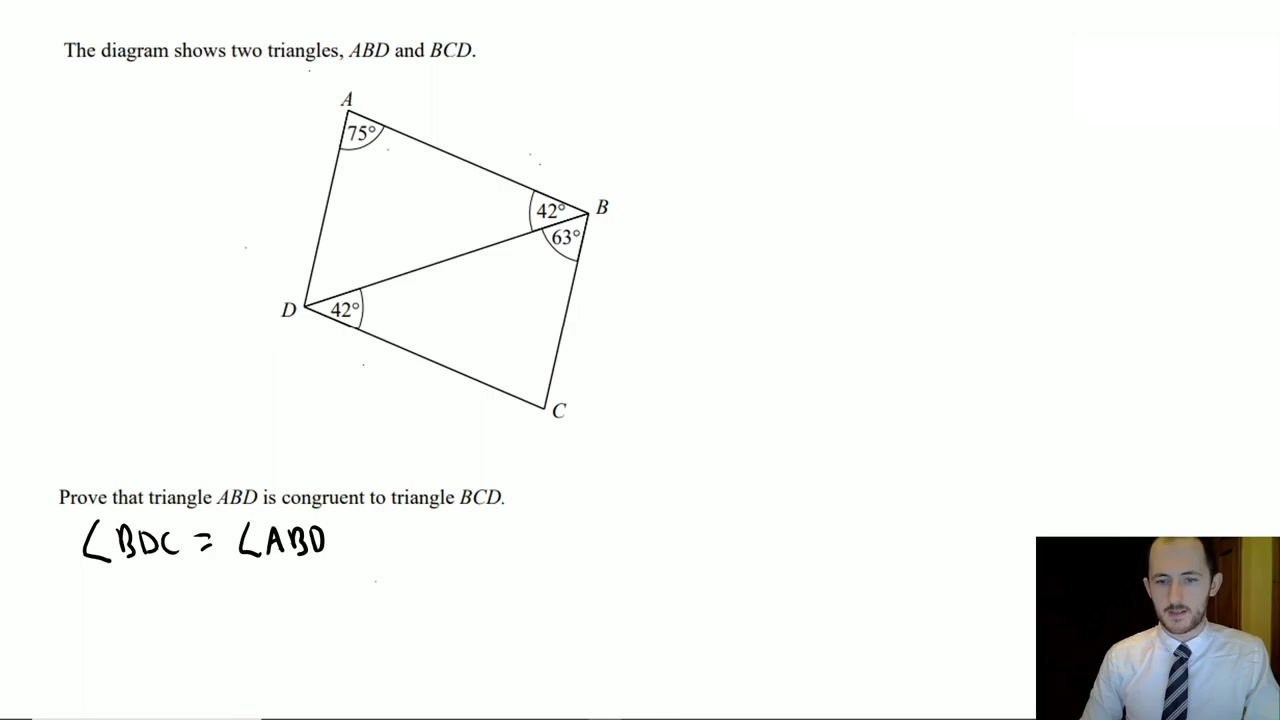 The diagram shows two triangles, ABD and BCD.
A
75°
42°
B
63°
D
42°
C
Prove that triangle ABD is congruent to triangle BCD.
∠BDC = ∠ABD